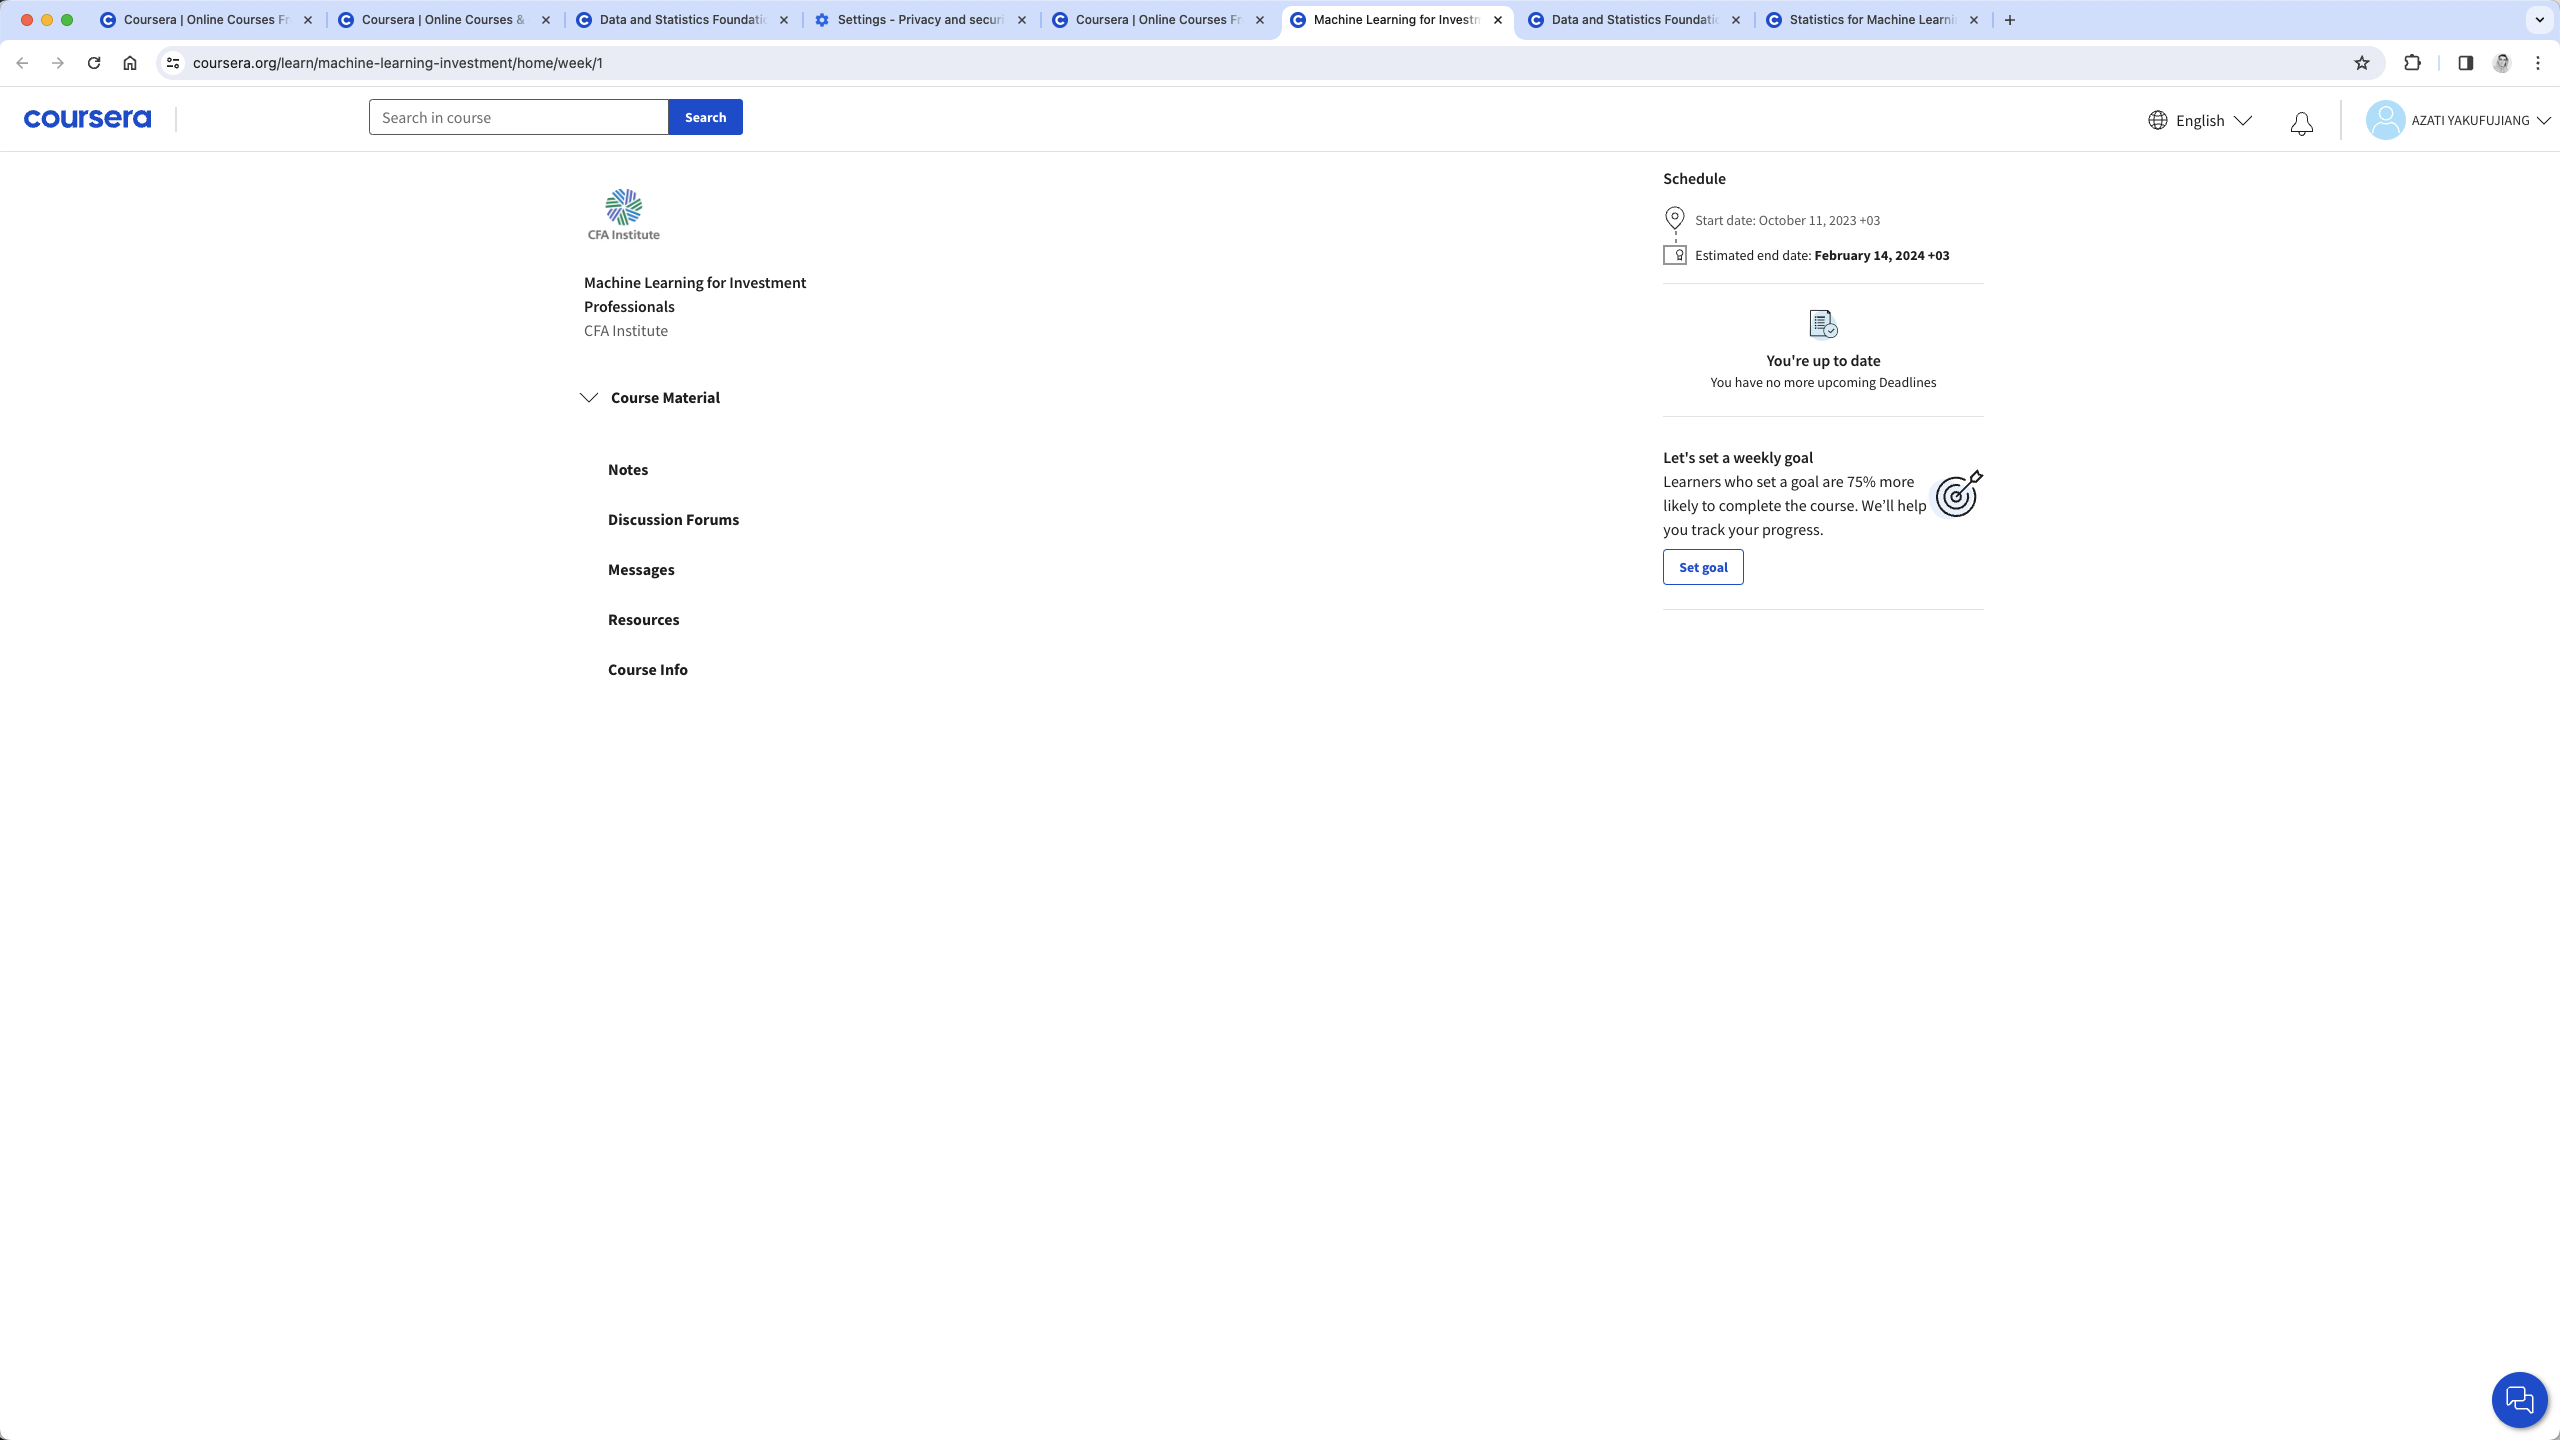 Coursera | Online Courses Fr
Coursera | Online Courses &
Data and Statistics Foundatio
Settings - Privacy and securi
Coursera | Online Courses Fr
Machine Learning for Investm
Data and Statistics Foundatio
Statistics for Machine Learni
coursera.org/learn/machine-learning-investment/home/week/1
coursera
Search in course
Search
English
AZATI YAKUFUJIANG
CFA Institute
Machine Learning for Investment
Professionals
CFA Institute
Course Material
Notes
Discussion Forums
Messages
Resources
Course Info
Schedule
Start date: October 11, 2023 +03
Estimated end date: February 14, 2024 +03
You're up to date
You have no more upcoming Deadlines
Let's set a weekly goal
Learners who set a goal are 75% more
likely to complete the course. We’ll help
you track your progress.
Set goal